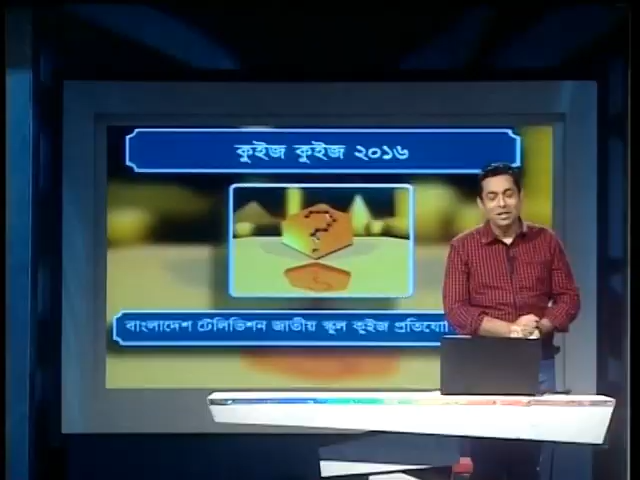 কুইজ কুইজ ২০১৬
বাংলাদেশ টেলিভিশন জাতীয় স্কুল কুইজ